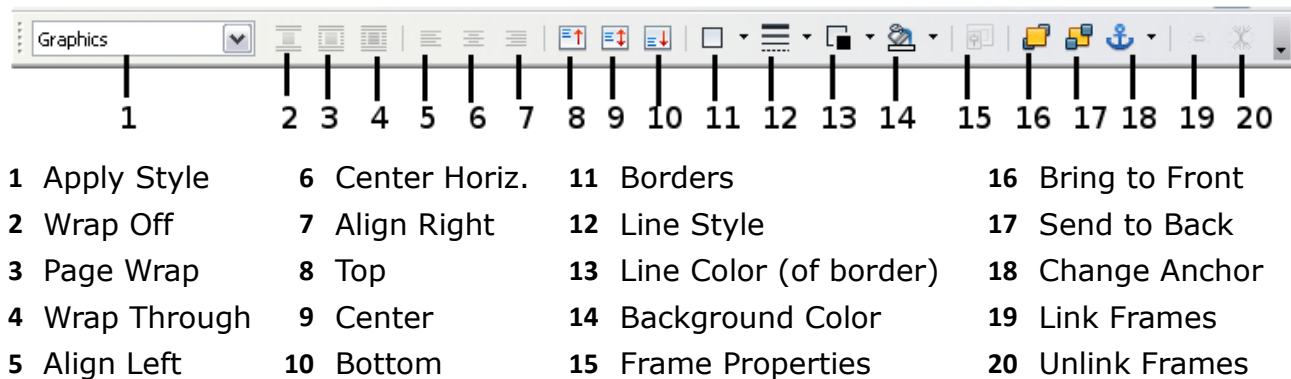 Graphics
1 2 3 4 5 6 7 8 9 10 11 12 13 14 15 16 17 18 19 20
1 Apply Style 6 Center Horiz. 11 Borders 16 Bring to Front
2 Wrap Off 7 Align Right 12 Line Style 17 Send to Back
3 Page Wrap 8 Top 13 Line Color (of border) 18 Change Anchor
4 Wrap Through 9 Center 14 Background Color 19 Link Frames
5 Align Left 10 Bottom 15 Frame Properties 20 Unlink Frames